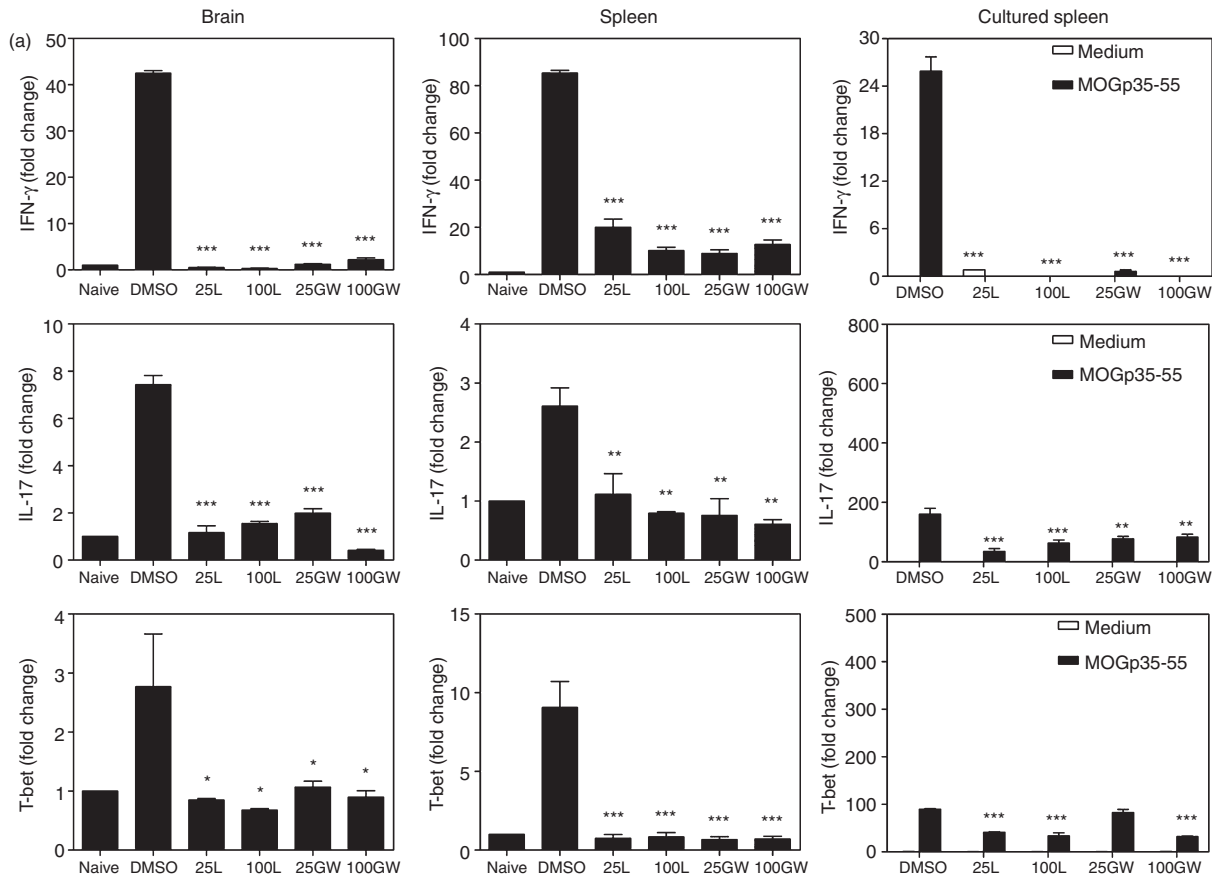 Brain
Spleen
Cultured spleen
(a)
IFN-γ (fold change)
50
40
30
20
10
0
***
***
***
***
Naive DMSO 25L 100L 25GW 100GW
IFN-γ (fold change)
100
80
60
40
20
0
***
***
***
***
Naive DMSO 25L 100L 25GW 100GW
IFN-γ (fold change)
30
26
12
6
0
Medium
MOGp35-55
***
***
***
***
DMSO 25L 100L 25GW 100GW
IL-17 (fold change)
10
8
6
4
2
0
***
***
***
***
Naive DMSO 25L 100L 25GW 100GW
IL-17 (fold change)
4
3
2
1
0
**
**
**
**
Naive DMSO 25L 100L 25GW 100GW
IL-17 (fold change)
800
600
400
200
0
Medium
MOGp35-55
***
***
**
**
DMSO 25L 100L 25GW 100GW
T-bet (fold change)
4
3
2
1
0
*
*
*
*
Naive DMSO 25L 100L 25GW 100GW
T-bet (fold change)
15
10
5
0
***
***
***
***
Naive DMSO 25L 100L 25GW 100GW
T-bet (fold change)
500
400
300
200
100
0
Medium
MOGp35-55
***
***
***
DMSO 25L 100L 25GW 100GW